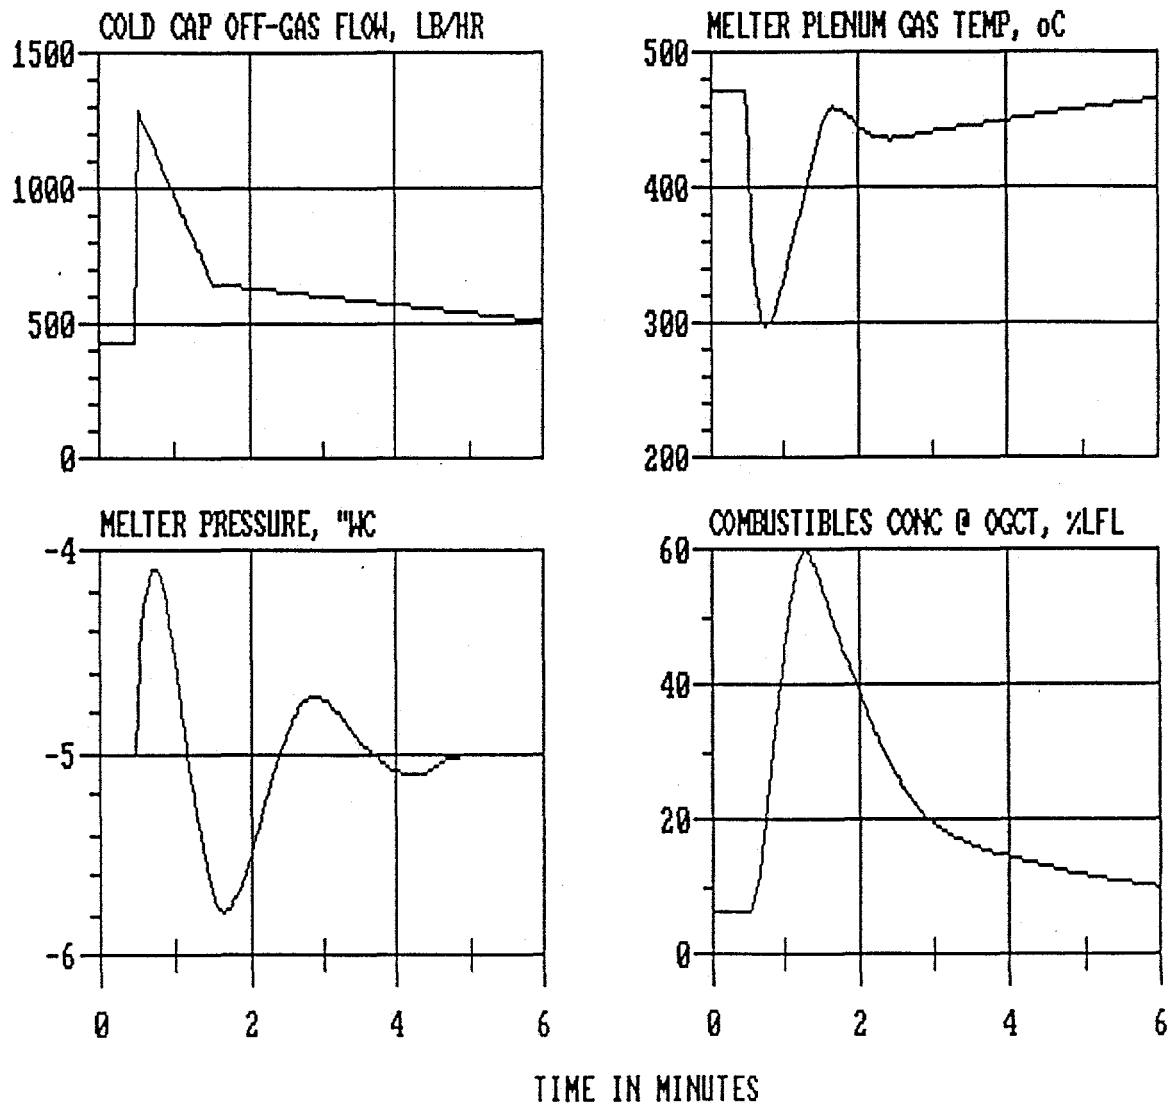 COLD CAP OFF-GAS FLOW, LB/HR
1500
1000
500
0
MELTER PLENUM GAS TEMP, oC
500
400
300
200
MELTER PRESSURE, "WC
-4
-5
-6
0 2 4 6
COMBUSTIBLES CONC @ OGCT, %LFL
60
40
20
0
0 2 4 6
TIME IN MINUTES